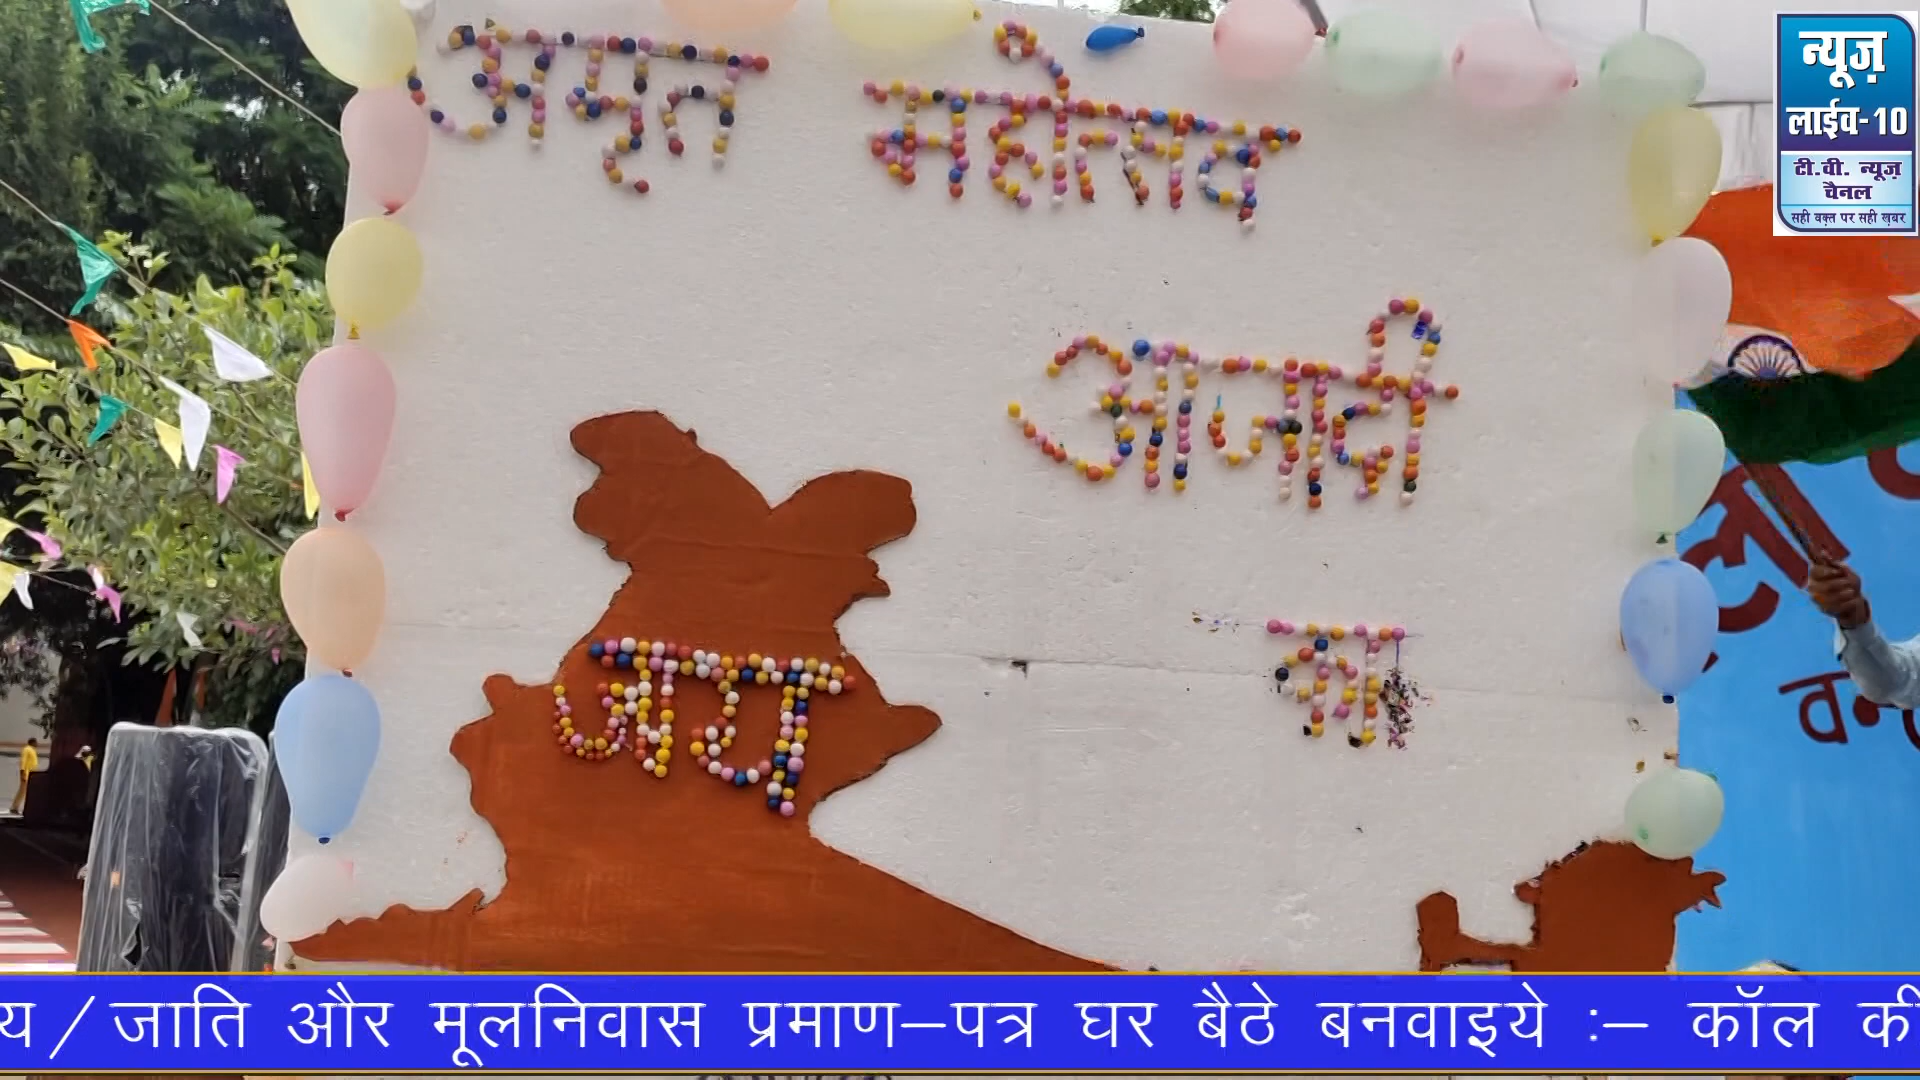 अमृत महोत्सव
आजादी
का
जय
न्यूज़
लाईव-10
टी.वी. न्यूज़
चैनल
सही वक़्त पर सही ख़बर
य/जाति और मूलनिवास प्रमाण-पत्र घर बैठे बनवाइये :- कॉल की